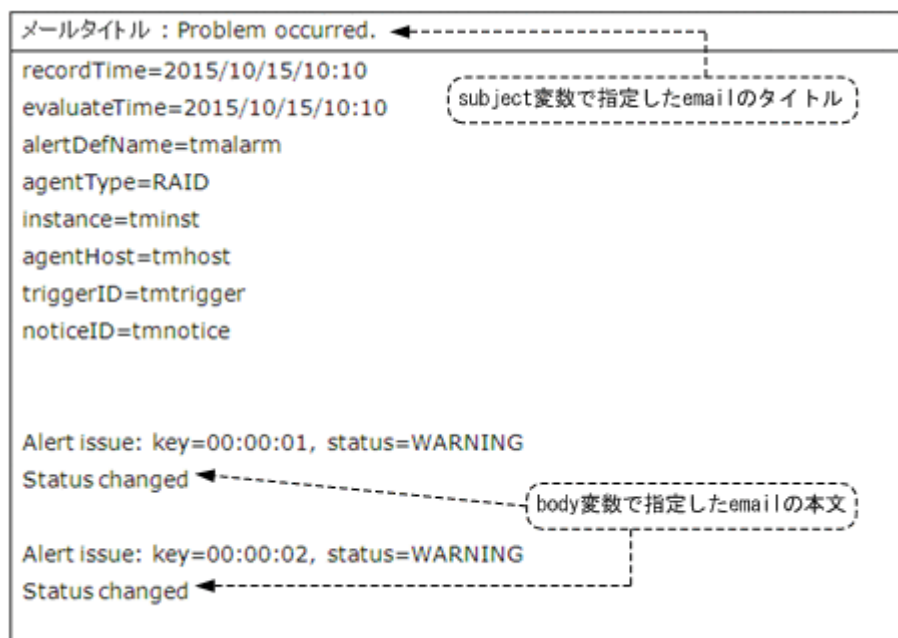 メールタイトル : Problem occurred.
recordTime=2015/10/15/10:10
subject変数で指定したemailのタイトル
evaluateTime=2015/10/15/10:10
alertDefName=tmalarm
agentType=RAID
instance=tminst
agentHost=tmhost
triggerID=tmtrigger
noticeID=tmnotice
Alert issue: key=00:00:01, status=WARNING
Status changed
body変数で指定したemailの本文
Alert issue: key=00:00:02, status=WARNING
Status changed